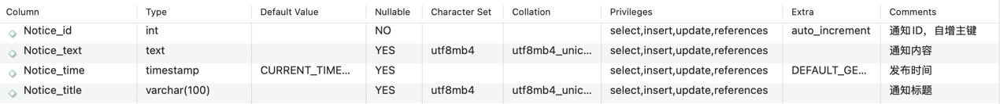 Column Type Default Value Nullable Character Set Collation Privileges Extra Comments
Notice_id int NO select,insert,update,references auto_increment 通知ID，自增主键
Notice_text text YES utf8mb4 utf8mb4_unic... select,insert,update,references 通知内容
Notice_time timestamp CURRENT_TIME... YES select,insert,update,references DEFAULT_GE... 发布时间
Notice_title varchar(100) YES utf8mb4 utf8mb4_unic... select,insert,update,references 通知标题